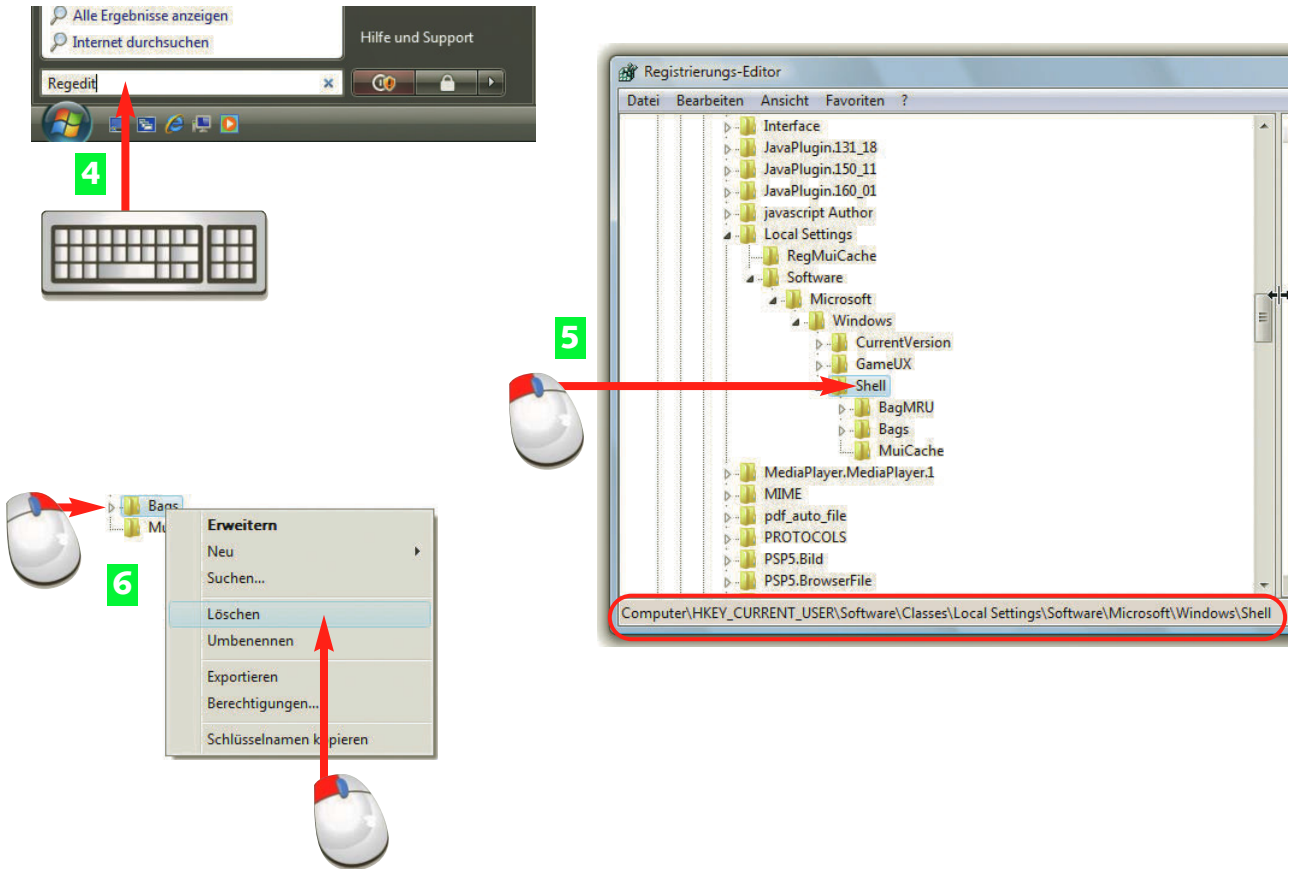 Alle Ergebnisse anzeigen
Internet durchsuchen
Hilfe und Support
Regedit
4
Registrierungs-Editor
Datei Bearbeiten Ansicht Favoriten ?
Interface
JavaPlugin.131_18
JavaPlugin.150_11
JavaPlugin.160_01
javascript Author
Local Settings
RegMuiCache
Software
Microsoft
Windows
CurrentVersion
GameUX
Shell
BagMRU
Bags
MuiCache
MediaPlayer.MediaPlayer.1
MIME
pdf_auto_file
PROTOCOLS
PSP5.Bild
PSP5.BrowserFile
Computer\HKEY_CURRENT_USER\Software\Classes\Local Settings\Software\Microsoft\Windows\Shell
5
Bags
Mu
6
Erweitern
Neu
Suchen...
Löschen
Umbenennen
Exportieren
Berechtigungen...
Schlüsselnamen kopieren